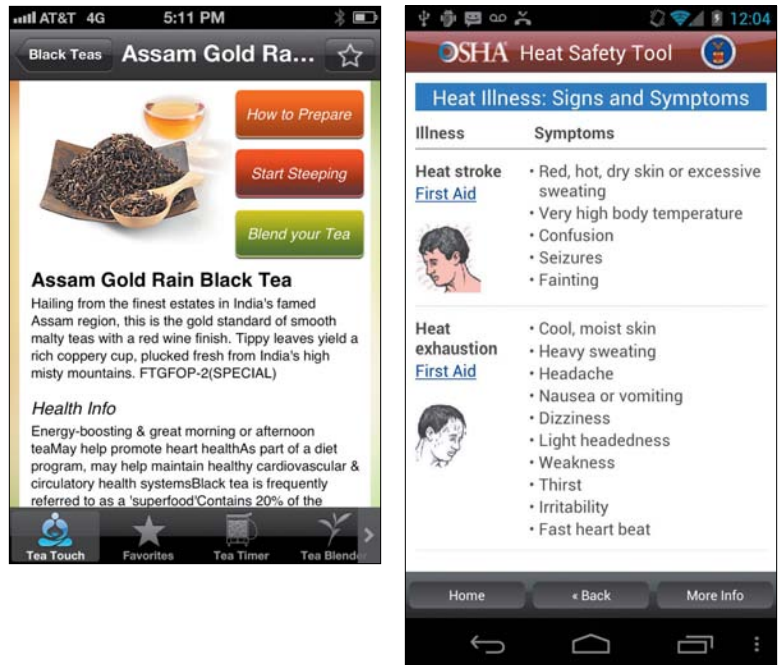 AT&T 4G 5:11 PM
Black Teas Assam Gold Ra...
How to Prepare
Start Steeping
Blend your Tea
Assam Gold Rain Black Tea
Hailing from the finest estates in India's famed
Assam region, this is the gold standard of smooth
malty teas with a red wine finish. Tippy leaves yield a
rich coppery cup, plucked fresh from India's high
misty mountains. FTGFOP-2(SPECIAL)
Health Info
Energy-boosting & great morning or afternoon
teaMay help promote heart healthAs part of a diet
program, may help maintain healthy cardiovascular &
circulatory health systemsBlack tea is frequently
referred to as a 'superfood'Contains 20% of the
Tea Touch Favorites Tea Timer Tea Blende
12:04
OSHA Heat Safety Tool
Heat Illness: Signs and Symptoms
Illness Symptoms
Heat stroke
First Aid
• Red, hot, dry skin or excessive
sweating
• Very high body temperature
• Confusion
• Seizures
• Fainting
Heat
exhaustion
First Aid
• Cool, moist skin
• Heavy sweating
• Headache
• Nausea or vomiting
• Dizziness
• Light headedness
• Weakness
• Thirst
• Irritability
• Fast heart beat
Home « Back More Info